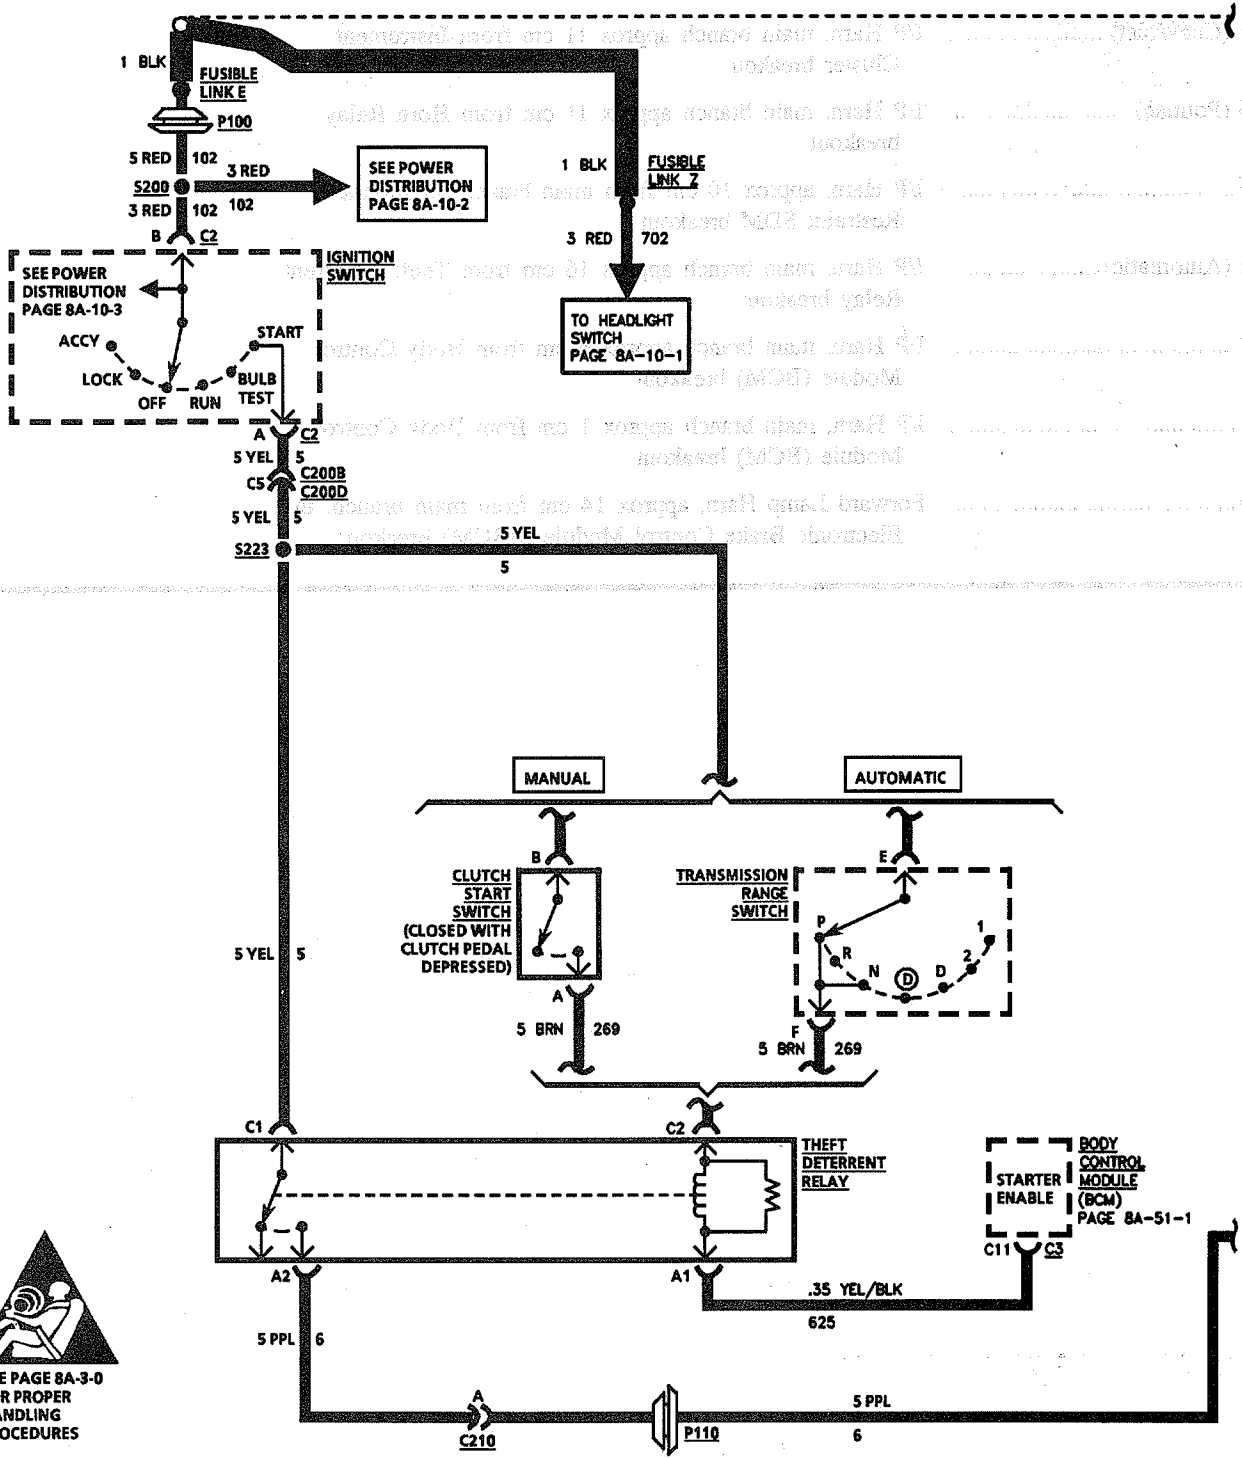 1 BLK
FUSIBLE
LINK E
P100
5 RED 102
3 RED
S200
102
3 RED 102
SEE POWER
DISTRIBUTION
PAGE 8A-10-2
1 BLK
FUSIBLE
LINK Z
3 RED 702
TO HEADLIGHT
SWITCH
PAGE 8A-10-1
B C2
IGNITION
SWITCH
SEE POWER
DISTRIBUTION
PAGE 8A-10-3
ACCY
LOCK
OFF
RUN
BULB
TEST
START
A C2
5 YEL 5
C5 C200B
C200D
5 YEL 5
S223
5 YEL
5
MANUAL
AUTOMATIC
B
CLUTCH
START
SWITCH
(CLOSED WITH
CLUTCH PEDAL
DEPRESSED)
A
5 BRN 269
E
TRANSMISSION
RANGE
SWITCH
P
R
N
D
D
2
1
F
5 BRN 269
5 YEL 5
C1
C2
THEFT
DETERRENT
RELAY
A2
A1
STARTER
ENABLE
BODY
CONTROL
MODULE
(BCM)
PAGE 8A-51-1
C11 C3
.35 YEL/BLK
625
5 PPL 6
A
C210
P110
5 PPL
6
E PAGE 8A-3-0
R PROPER
ANDLING
OCEDURES